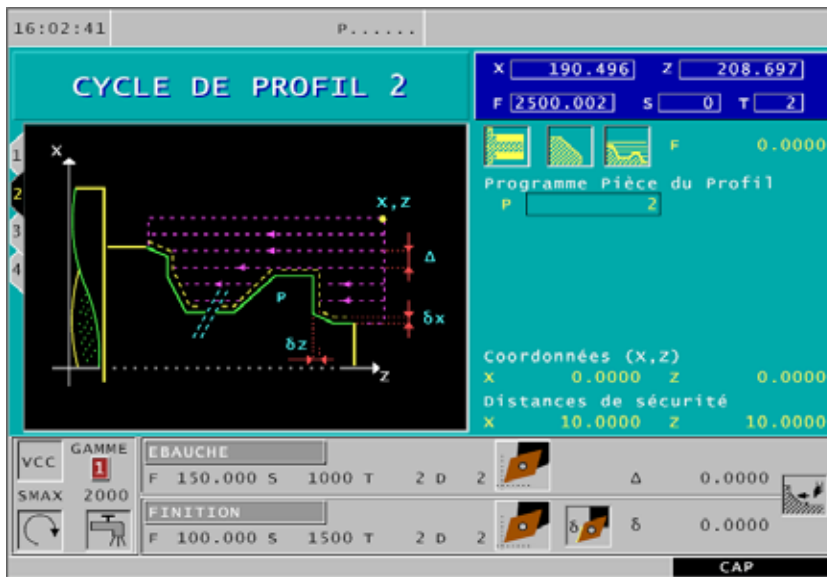 16:02:41 P......
CYCLE DE PROFIL 2
X 190.496 Z 208.697
F 2500.002 S 0 T 2
1
2
3
4
X
X,Z
Δ
P
δx
δz
Z
F 0.0000
Programme Pièce du Profil
P 2
Coordonnées (X,Z)
X 0.0000 Z 0.0000
Distances de sécurité
X 10.0000 Z 10.0000
VCC GAMME
1
SMAX 2000
EBAUCHE
F 150.000 S 1000 T 2 D 2 Δ 0.0000
FINITION
F 100.000 S 1500 T 2 D 2 δ δ 0.0000
CAP